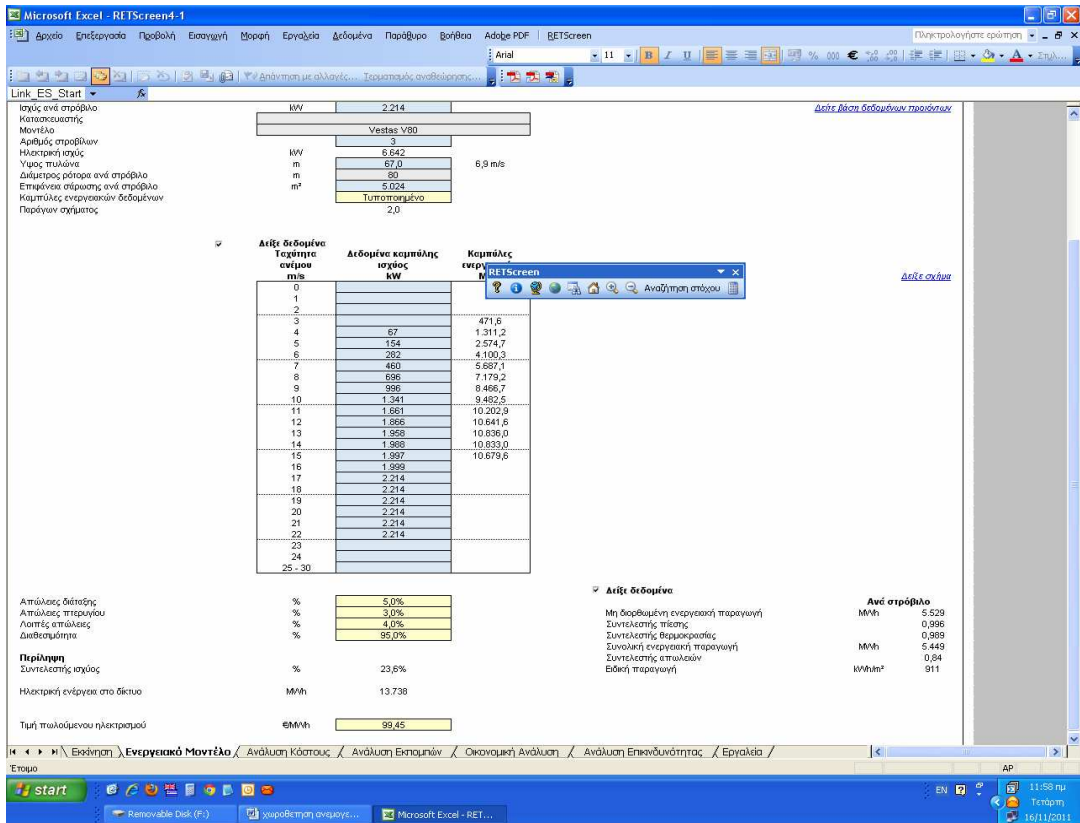 Microsoft Excel - RETScreen4-1
Αρχείο Επεξεργασία Προβολή Εισαγωγή Μορφή Εργαλεία Δεδομένα Παράθυρο Βοήθεια Adobe PDF RETScreen Πληκτρολογήστε ερώτηση
Arial 11 B I U % 000 € Στυλ...
Απάντηση με αλλαγές... Τερματισμός αναθεώρησης...
Link_ES_Start fx
Ισχύς ανά στρόβιλο kW 2.214 Δείτε βάση δεδομένων προιόντων
Κατασκευαστής
Μοντέλο Vestas V80
Αριθμός στροβίλων 3
Ηλεκτρική ισχύς kW 6.642
Υψος πυλώνα m 67,0 6,9 m/s
Διάμετρος ρότορα ανά στρόβιλο m 80
Επιφάνεια σάρωσης ανά στρόβιλο m² 5.024
Καμπύλες ενεργειακών δεδομένων Τυποποιημένο
Παράγων σχήματος 2,0
Δείξε δεδομένα
Ταχύτητα ανέμου m/s
Δεδομένα καμπύλης ισχύος kW
Καμπύλες
RETScreen
Αναζήτηση στόχου
Δείξε σχήμα
0
1
2
3 471,6
4 67 1.311,2
5 154 2.574,7
6 282 4.100,3
7 460 5.687,1
8 696 7.179,2
9 996 8.466,7
10 1.341 9.482,5
11 1.661 10.202,9
12 1.866 10.641,6
13 1.958 10.836,0
14 1.988 10.833,0
15 1.997 10.679,6
16 1.999
17 2.214
18 2.214
19 2.214
20 2.214
21 2.214
22 2.214
23
24
25 - 30
Απώλειες διάταξης % 5,0%
Απώλειες πτερυγίου % 3,0%
Λοιπές απώλειες % 4,0%
Διαθεσιμότητα % 95,0%
Περίληψη
Συντελεστής ισχύος % 23,6%
Ηλεκτρική ενέργεια στο δίκτυο MWh 13.738
Τιμή πωλούμενου ηλεκτρισμού €/MWh 99,45
Δείξε δεδομένα
Ανά στρόβιλο
Μη διορθωμένη ενεργειακή παραγωγή MWh 5.529
Συντελεστής πίεσης 0,996
Συντελεστής θερμοκρασίας 0,989
Συνολική ενεργειακή παραγωγή MWh 5.449
Συντελεστής απωλειών 0,84
Ειδική παραγωγή kWh/m² 911
Εκκίνηση Ενεργειακό Μοντέλο Ανάλυση Κόστους Ανάλυση Εκπομπών Οικονομική Ανάλυση Ανάλυση Επικινδυνότητας Εργαλεία
Έτοιμο AP
start EN 11:58 πμ
Removable Disk (F:) χωροθετηση ανεμογε... Microsoft Excel - RET... Τετάρτη
16/11/2011